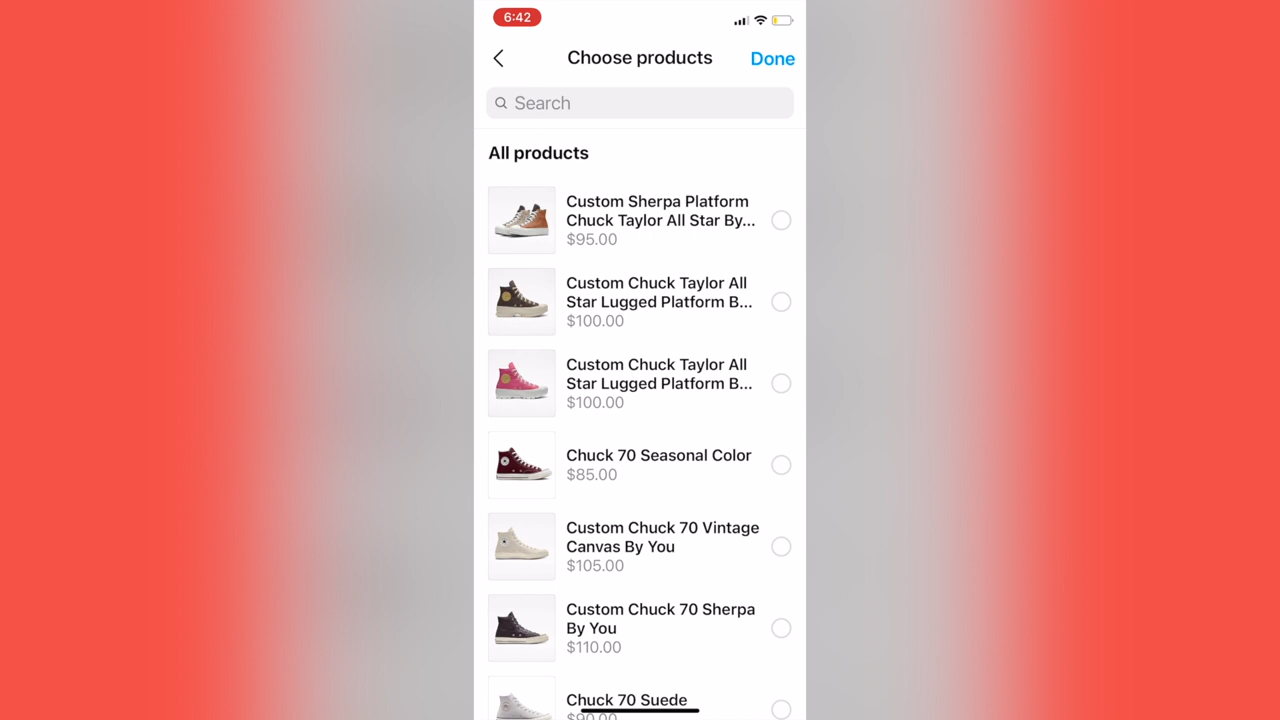 6:42
Choose products
Done
Search
All products
Custom Sherpa Platform
Chuck Taylor All Star By...
$95.00
Custom Chuck Taylor All
Star Lugged Platform B...
$100.00
Custom Chuck Taylor All
Star Lugged Platform B...
$100.00
Chuck 70 Seasonal Color
$85.00
Custom Chuck 70 Vintage
Canvas By You
$105.00
Custom Chuck 70 Sherpa
By You
$110.00
Chuck 70 Suede
$90.00